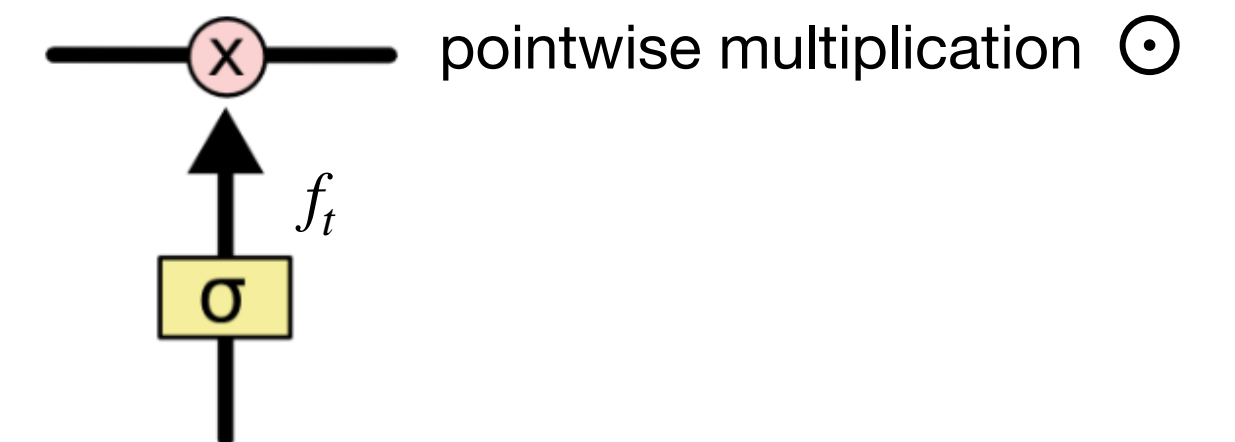 x pointwise multiplication ⊙
f_t
σ